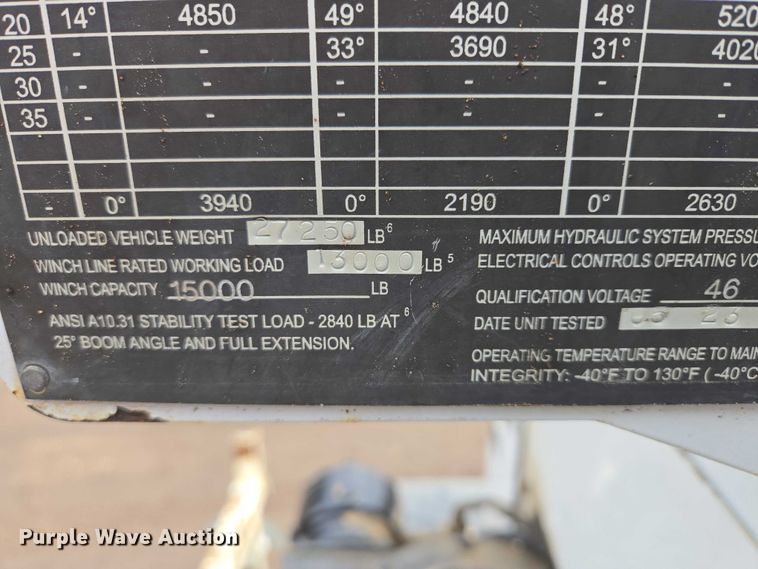 20 14° 4850 49° 4840 48° 520
25 - - 33° 3690 31° 4020
30 - - - - - -
35 - - - - - -
- 0° 3940 0° 2190 0° 2630
UNLOADED VEHICLE WEIGHT 27250 LB 6
WINCH LINE RATED WORKING LOAD 13000 LB 5
WINCH CAPACITY 15000 LB
ANSI A10.31 STABILITY TEST LOAD - 2840 LB AT 6
25° BOOM ANGLE AND FULL EXTENSION.
MAXIMUM HYDRAULIC SYSTEM PRESSU
ELECTRICAL CONTROLS OPERATING VO
QUALIFICATION VOLTAGE 46
DATE UNIT TESTED 23
OPERATING TEMPERATURE RANGE TO MAIN
INTEGRITY: -40°F TO 130°F (-40°C
Purple Wave Auction